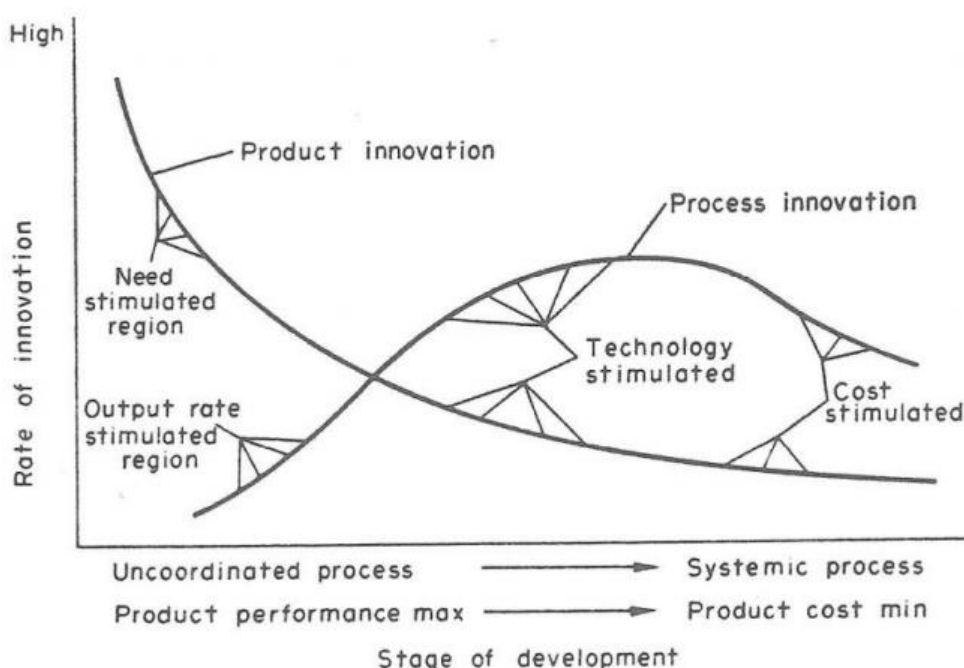 High
Product innovation
Process innovation
Need
stimulated
region
Technology
stimulated
Output rate
stimulated
region
Cost
stimulated
Rate of innovation
Uncoordinated process
Systemic process
Product performance max
Product cost min
Stage of development